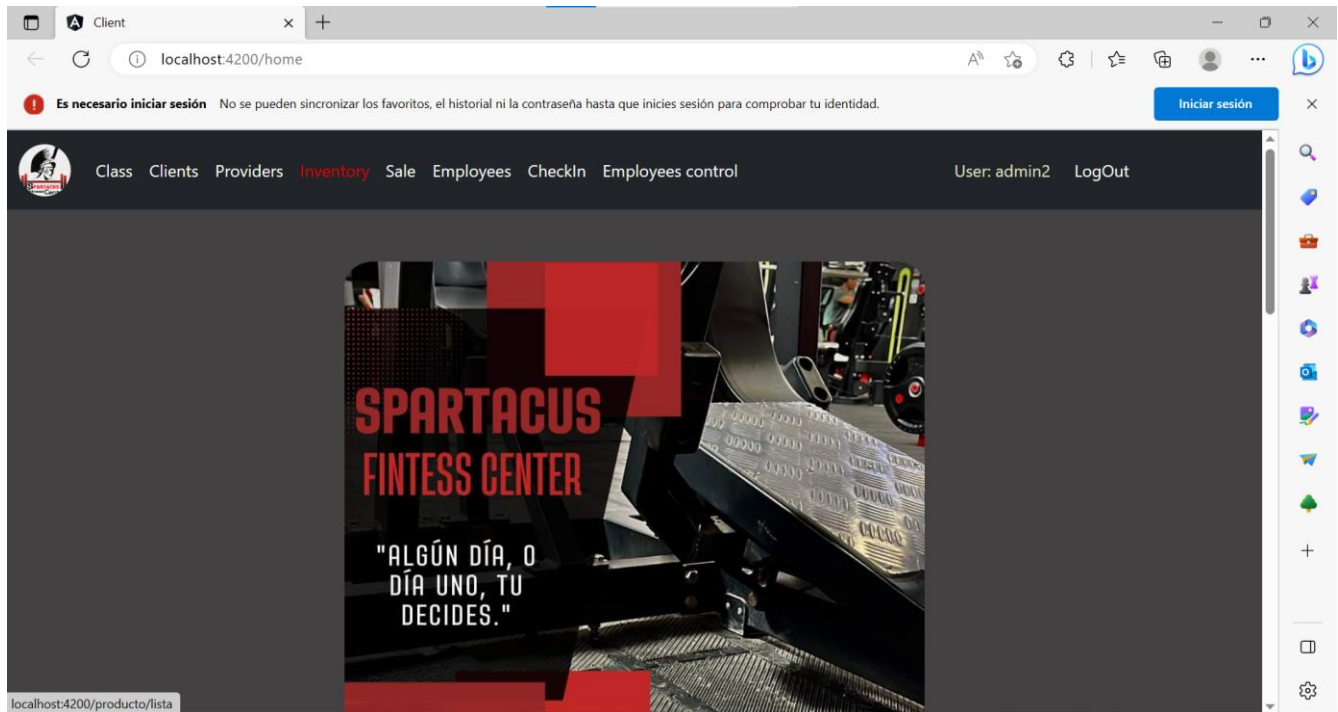 Client
localhost:4200/home
Es necesario iniciar sesión No se pueden sincronizar los favoritos, el historial ni la contraseña hasta que inicies sesión para comprobar tu identidad. Iniciar sesión
Class Clients Providers Inventory Sale Employees CheckIn Employees control User: admin2 LogOut
SPARTACUS
FINTESS CENTER
"ALGÚN DÍA, O
DÍA UNO, TU
DECIDES."
localhost:4200/producto/lista